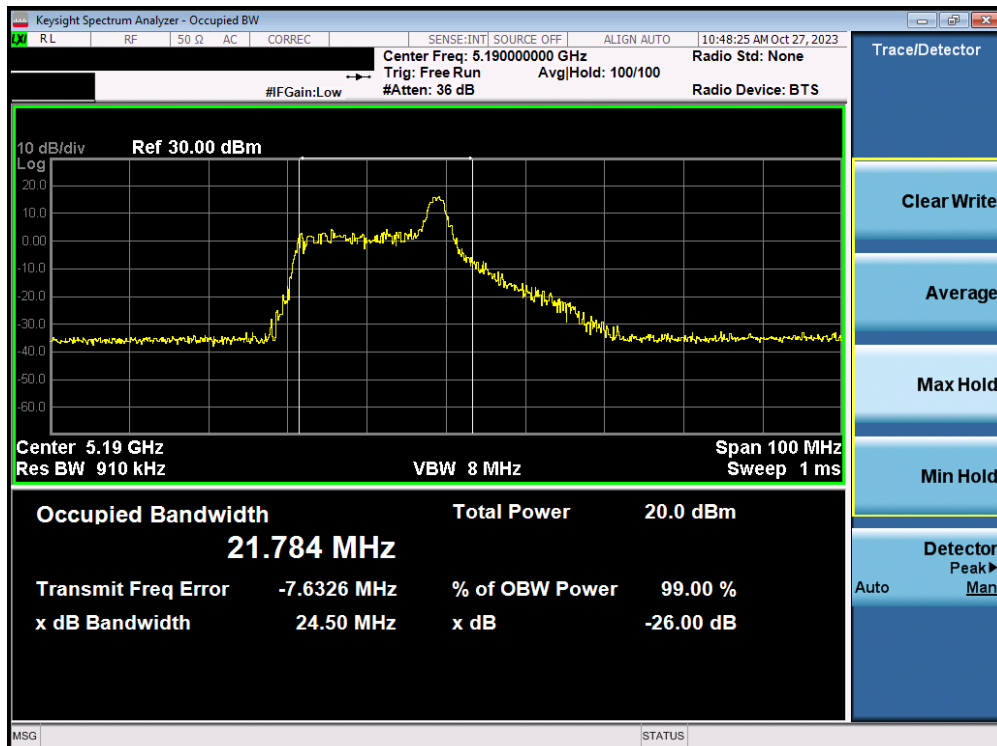 Keysight Spectrum Analyzer - Occupied BW
LXI RL RF 50 Ω AC CORREC SENSE:INT SOURCE OFF ALIGN AUTO 10:48:25 AM Oct 27, 2023
Center Freq: 5.190000000 GHz Radio Std: None
Trig: Free Run Avg|Hold: 100/100
#IFGain:Low #Atten: 36 dB Radio Device: BTS
Trace/Detector
10 dB/div Ref 30.00 dBm
Log
20.0
10.0
0.00
-10.0
-20.0
-30.0
-40.0
-50.0
-60.0
Center 5.19 GHz Span 100 MHz
Res BW 910 kHz VBW 8 MHz Sweep 1 ms
Occupied Bandwidth Total Power 20.0 dBm
21.784 MHz
Transmit Freq Error -7.6326 MHz % of OBW Power 99.00 %
x dB Bandwidth 24.50 MHz x dB -26.00 dB
Clear Write
Average
Max Hold
Min Hold
Detector
Peak▶
Auto Man
MSG STATUS